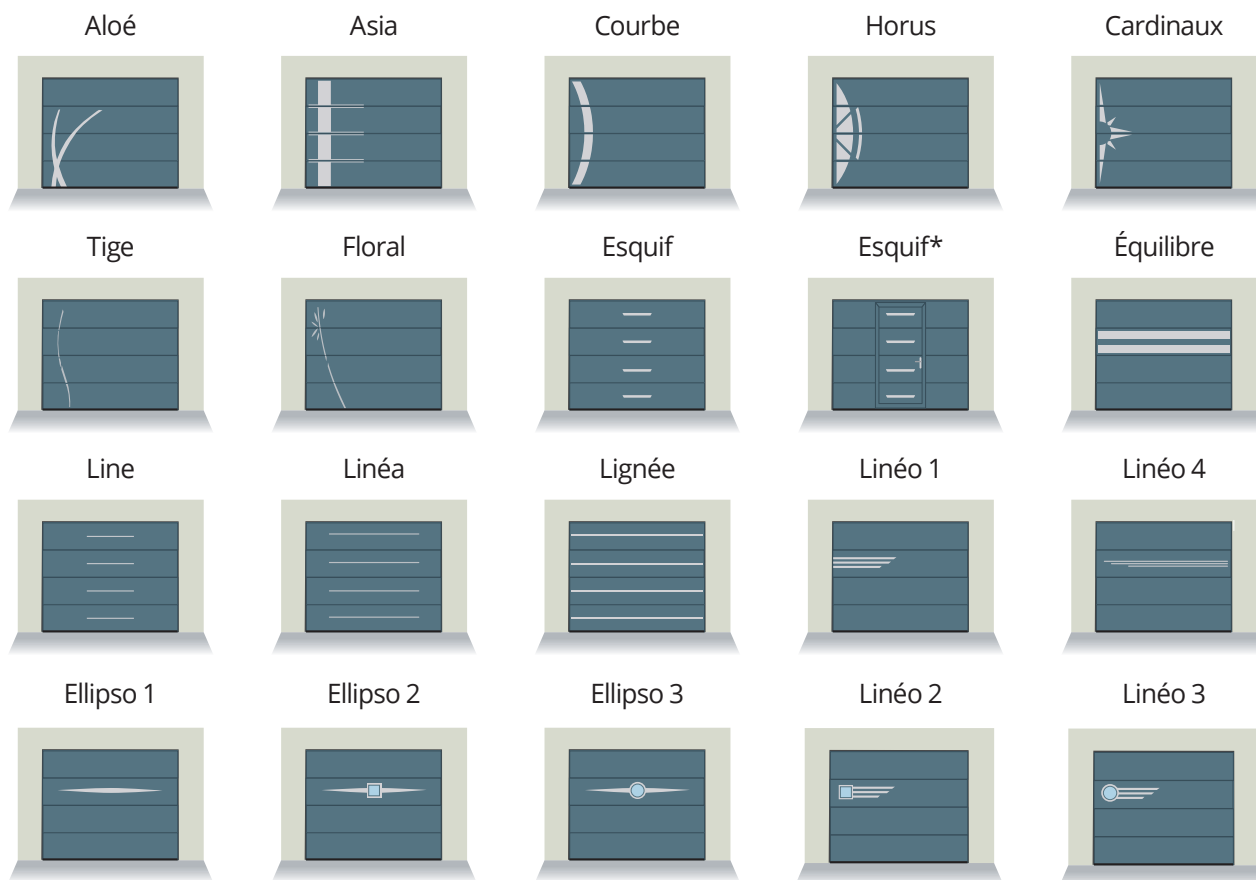 Aloé Asia Courbe Horus Cardinaux
Tige Floral Esquif Esquif* Équilibre
Line Linéa Lignée Linéo 1 Linéo 4
Ellipso 1 Ellipso 2 Ellipso 3 Linéo 2 Linéo 3